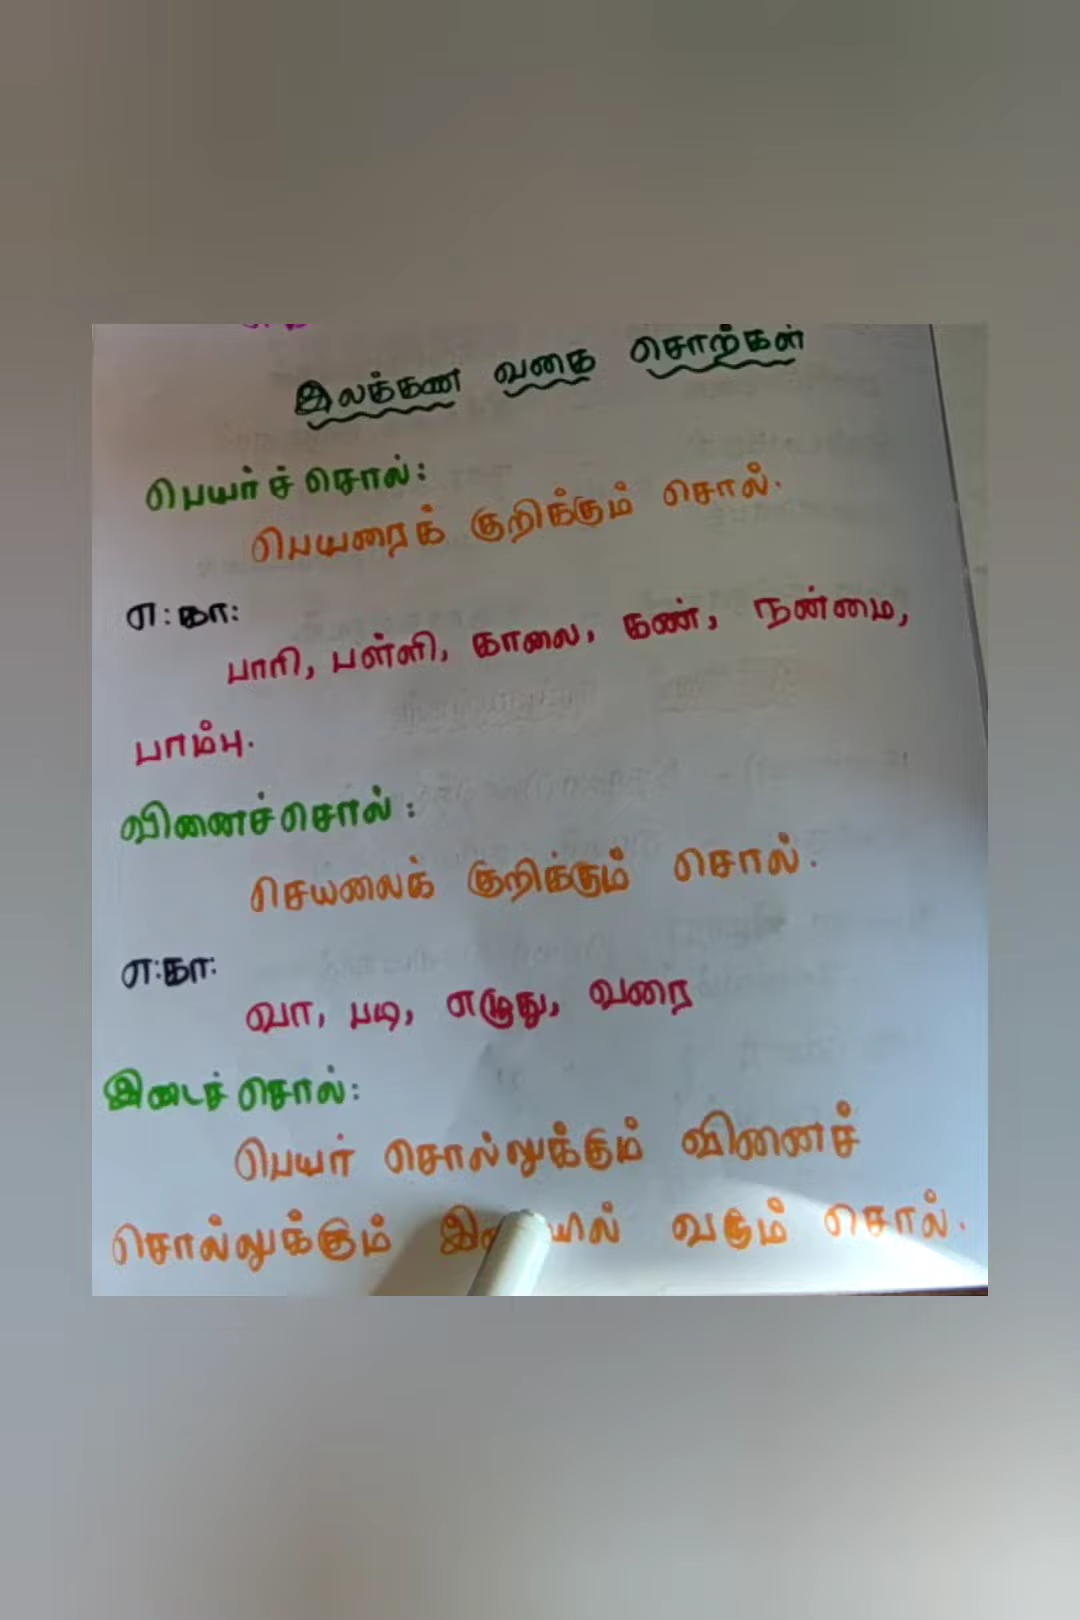 இலக்கண வகை சொற்கள்
பெயர்ச் சொல்:
பெயரைக் குறிக்கும் சொல்.
எ:கா:
பாரி, பள்ளி, காலை, கண், நன்மை,
பாம்பு.
வினைச்சொல்:
செயலைக் குறிக்கும் சொல்.
எ:கா:
வா, படி, எழுது, வரை
இடைச் சொல்:
பெயர் சொல்லுக்கும் வினைச்
சொல்லுக்கும் வரும் சொல்.